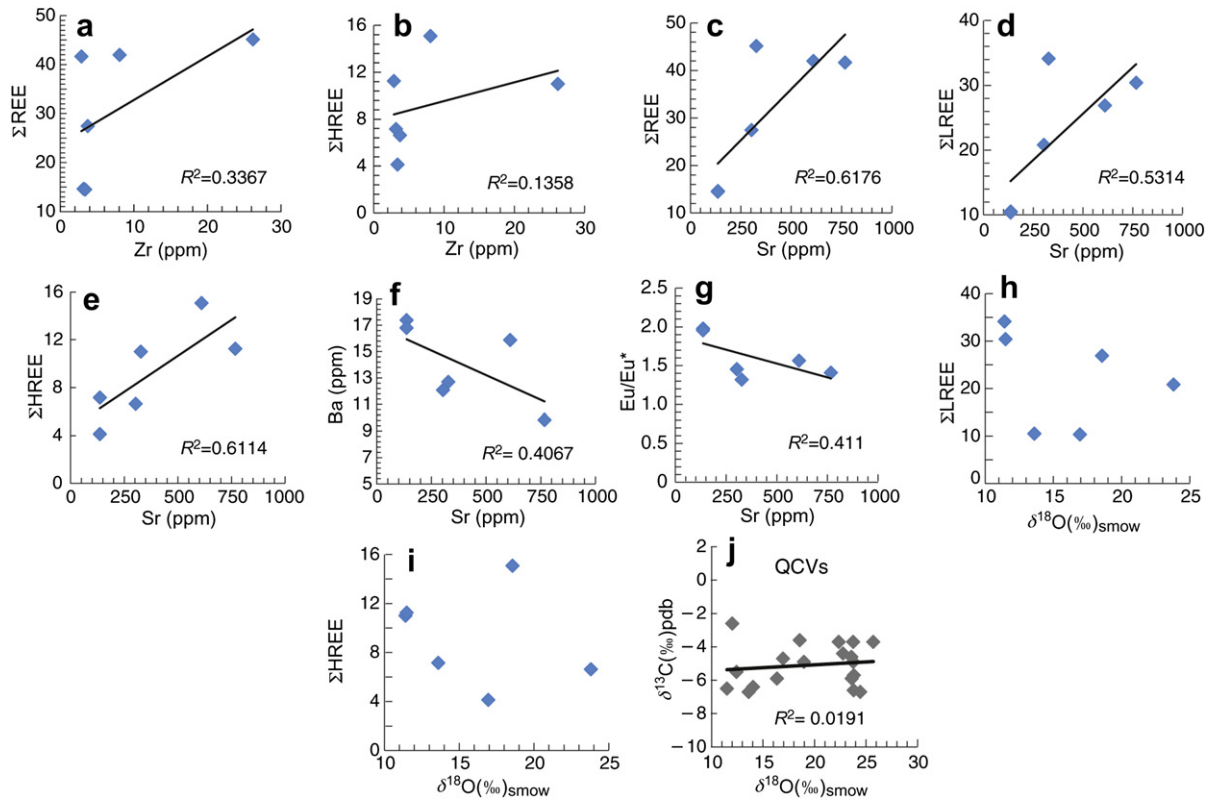 a
50
40
30
20
10
ΣREE
R²=0.3367
0 10 20 30
Zr (ppm)
b
16
12
8
4
0
ΣHREE
R²=0.1358
0 10 20 30
Zr (ppm)
c
50
40
30
20
10
ΣREE
R²=0.6176
0 250 500 750 1000
Sr (ppm)
d
40
30
20
10
ΣLREE
R²=0.5314
0 250 500 750 1000
Sr (ppm)
e
16
12
8
4
0
ΣHREE
R²=0.6114
0 250 500 750 1000
Sr (ppm)
f
19
17
15
13
11
9
7
5
Ba (ppm)
R²= 0.4067
0 250 500 750 1000
Sr (ppm)
g
2.5
2.0
1.5
1.0
0.5
0.0
Eu/Eu*
R²=0.411
0 250 500 750 1000
Sr (ppm)
h
40
30
20
10
0
ΣLREE
10 15 20 25
δ¹⁸O(‰)smow
i
16
12
8
4
0
ΣHREE
10 15 20 25
δ¹⁸O(‰)smow
j
QCVs
2
0
−2
−4
−6
−8
−10
δ¹³C(‰)pdb
R²= 0.0191
10 15 20 25 30
δ¹⁸O(‰)smow